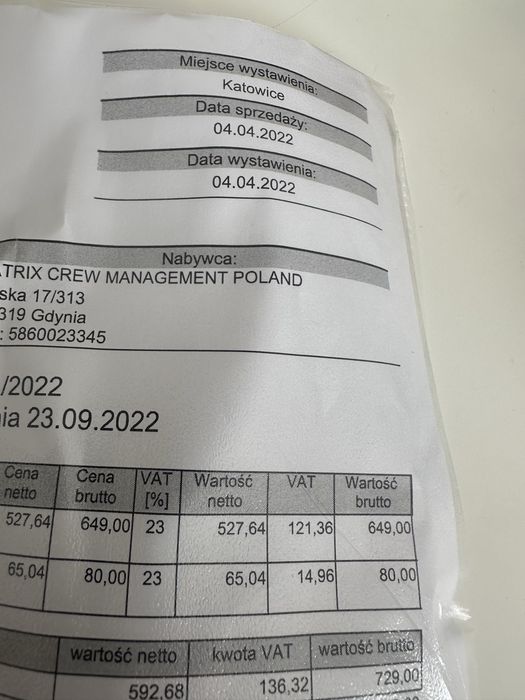 Miejsce wystawienia:
Katowice
Data sprzedaży:
04.04.2022
Data wystawienia:
04.04.2022
Nabywca:
TRIX CREW MANAGEMENT POLAND
ska 17/313
319 Gdynia
: 5860023345
/2022
ia 23.09.2022
Cena netto Cena brutto VAT [%] Wartość netto VAT Wartość brutto
527,64 649,00 23 527,64 121,36 649,00
65,04 80,00 23 65,04 14,96 80,00
wartość netto kwota VAT wartość brutto
592,68 136,32 729,00